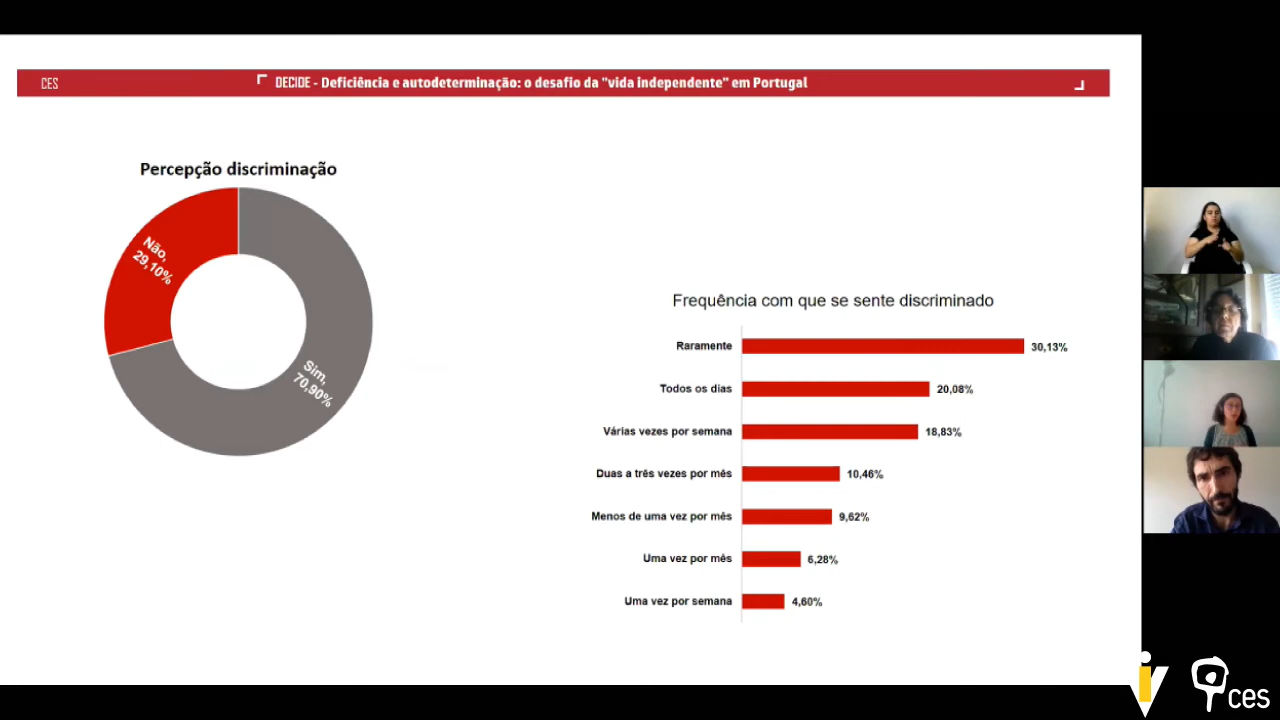 CES
DECIDE - Deficiência e autodeterminação: o desafio da "vida independente" em Portugal
Percepção discriminação
Não,
29,10%
Sim,
70,90%
Frequência com que se sente discriminado
Raramente 30,13%
Todos os dias 20,08%
Várias vezes por semana 18,83%
Duas a três vezes por mês 10,46%
Menos de uma vez por mês 9,62%
Uma vez por mês 6,28%
Uma vez por semana 4,60%
iv
ces